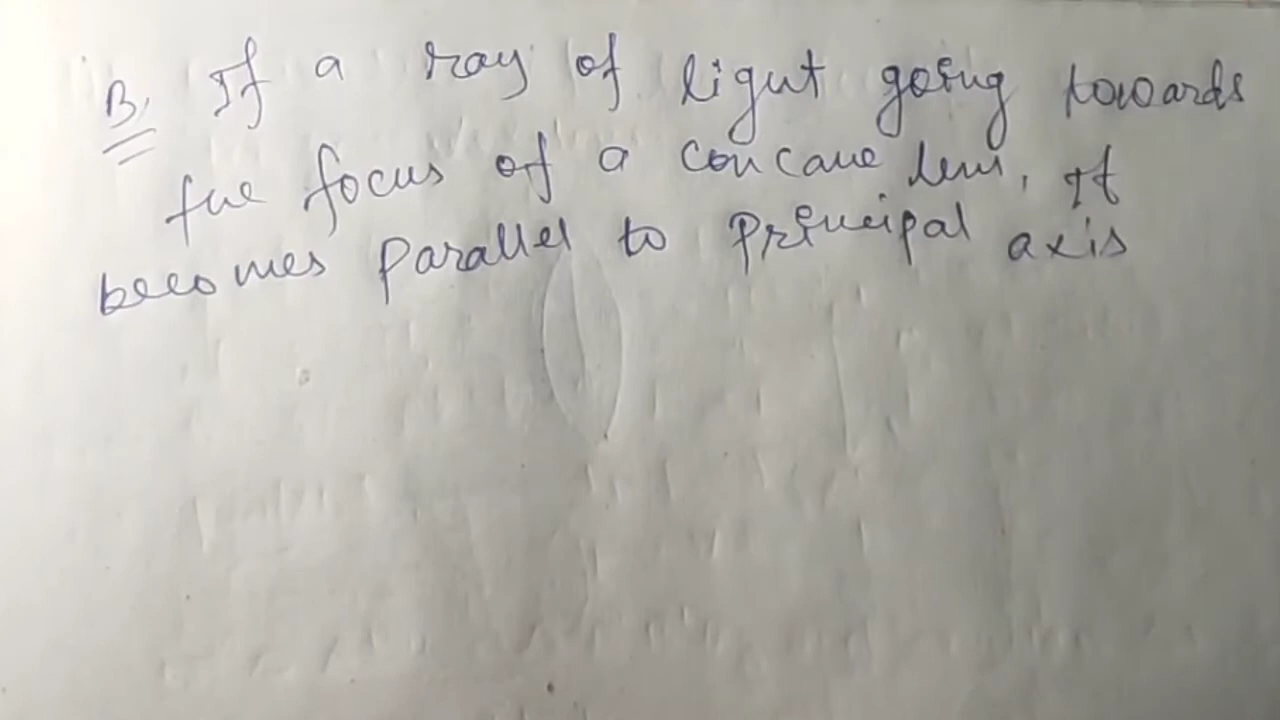 B, If a ray of light going towards
the focus of a concave lens, It
becomes parallel to principal axis